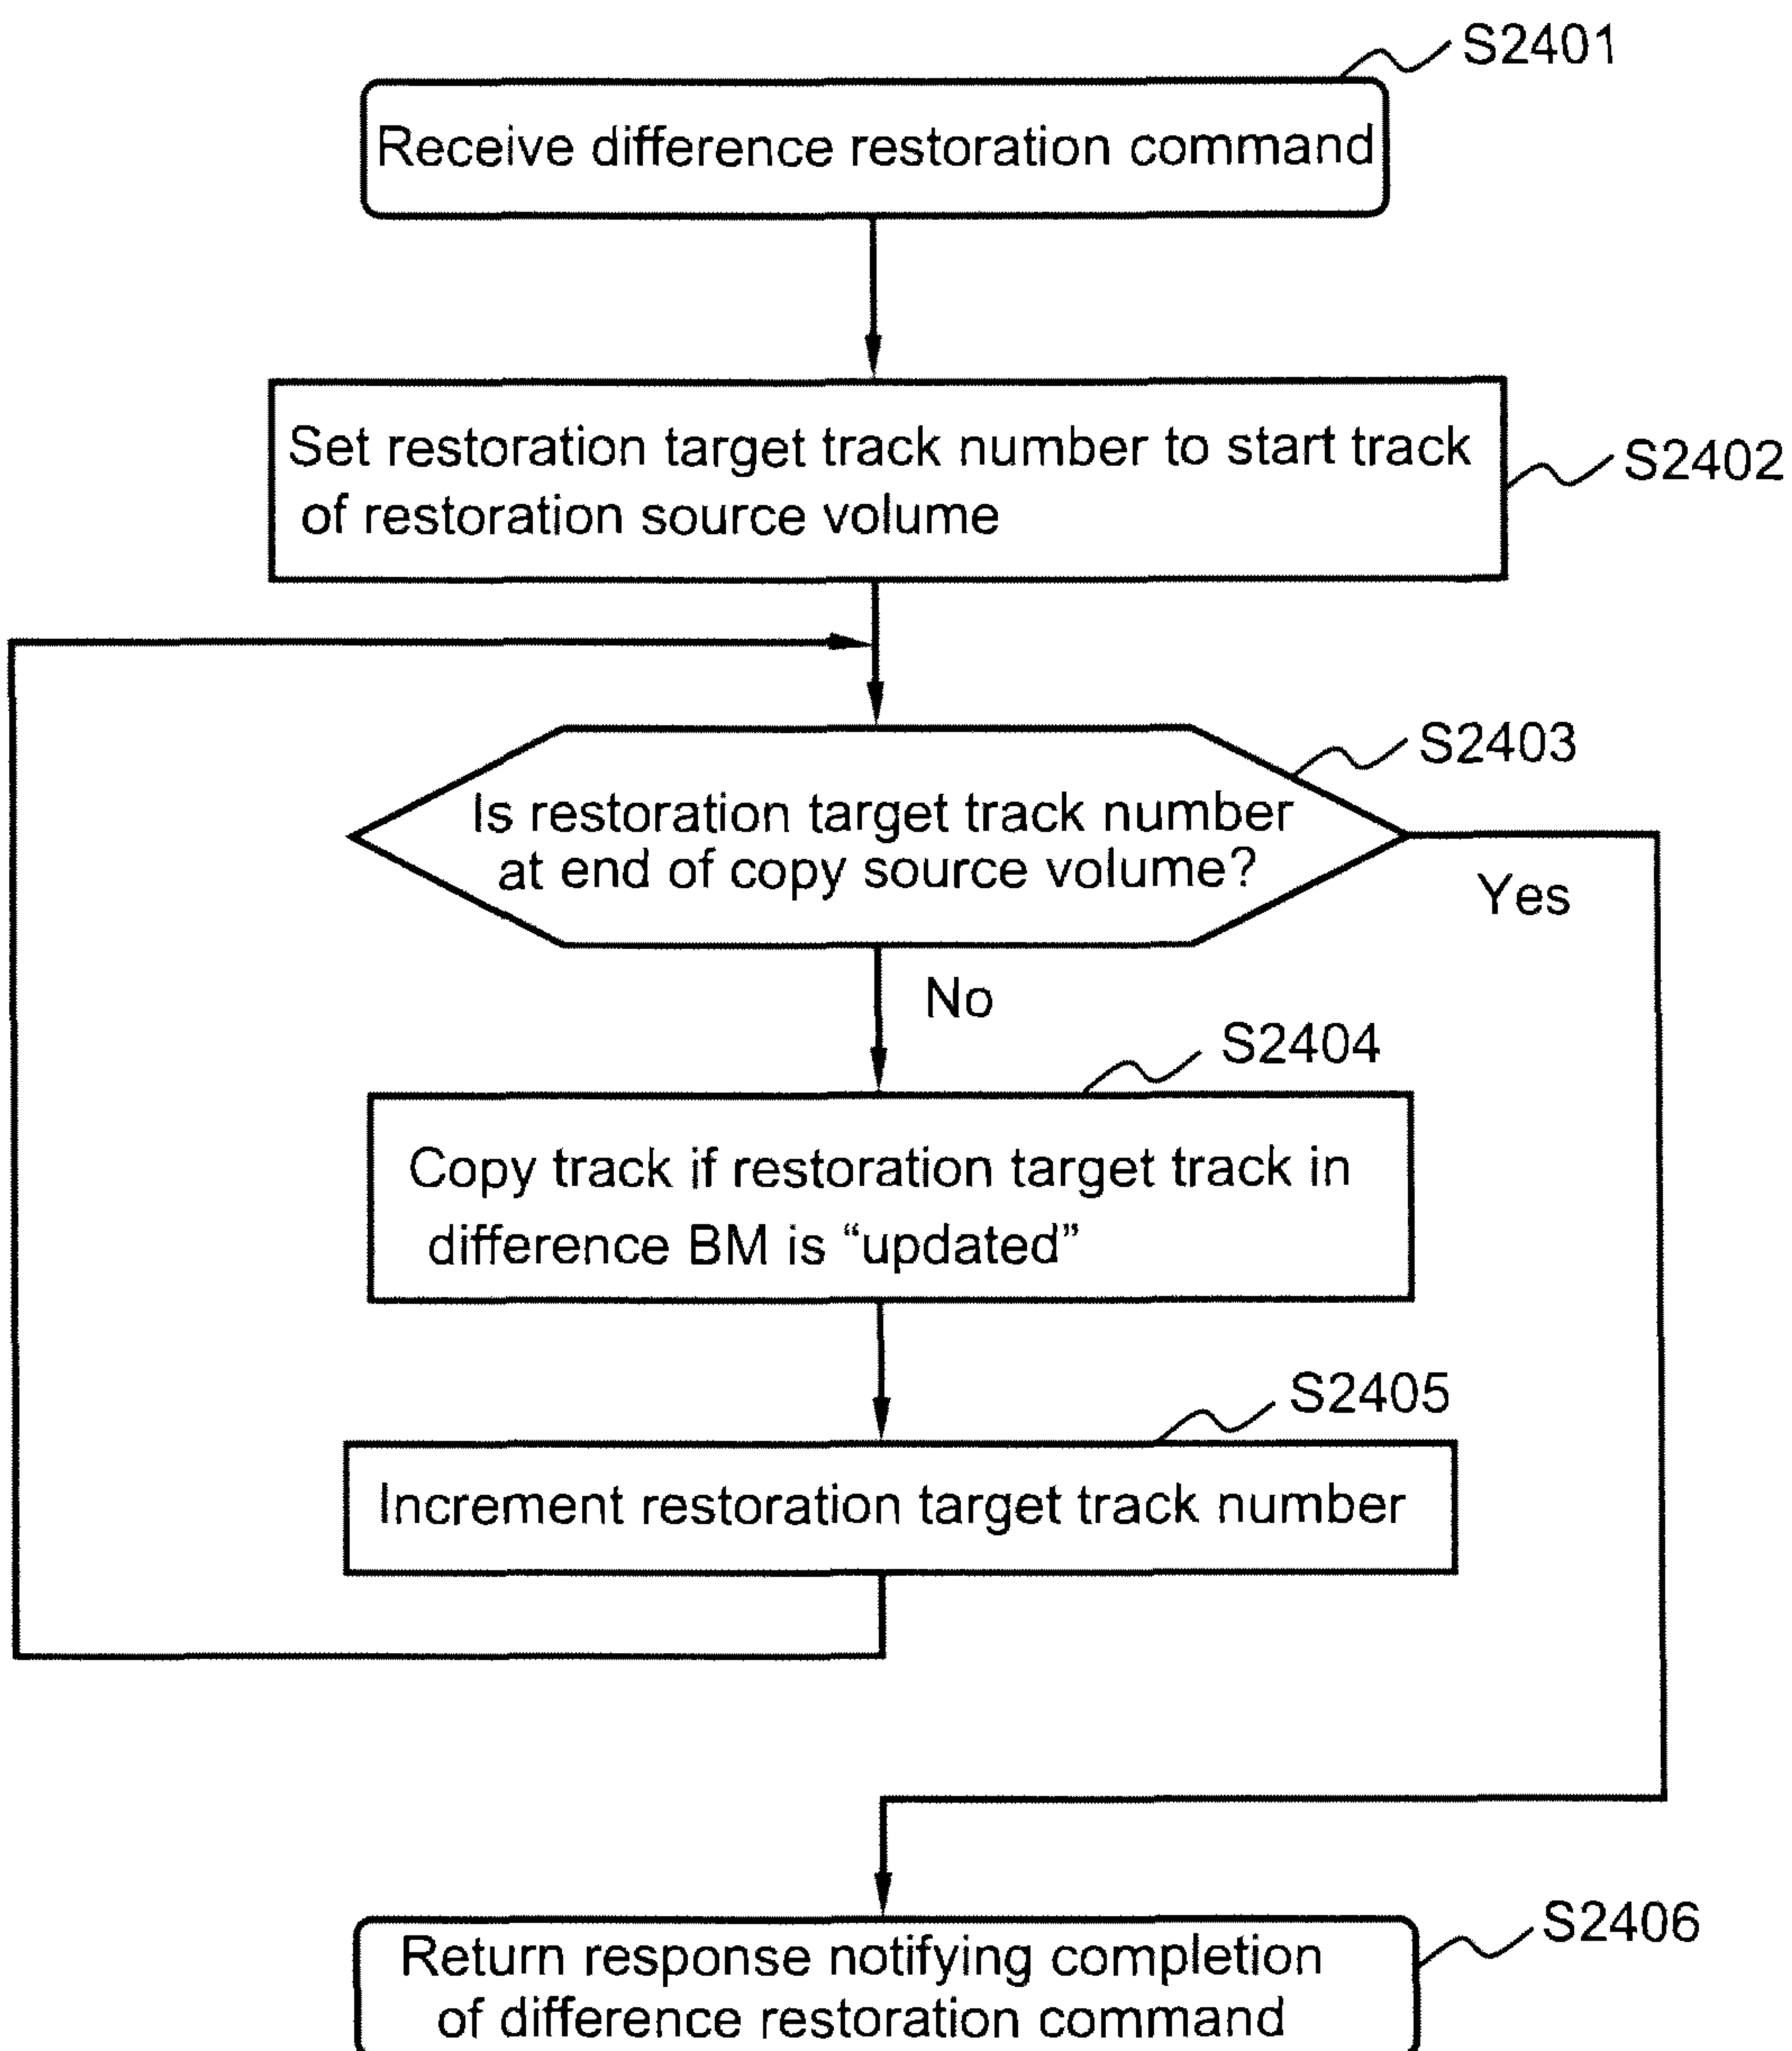 S2401
Receive difference restoration command
Set restoration target track number to start track
of restoration source volume
S2402
S2403
Is restoration target track number
at end of copy source volume?
Yes
No
S2404
Copy track if restoration target track in
difference BM is “updated”
S2405
Increment restoration target track number
S2406
Return response notifying completion
of difference restoration command